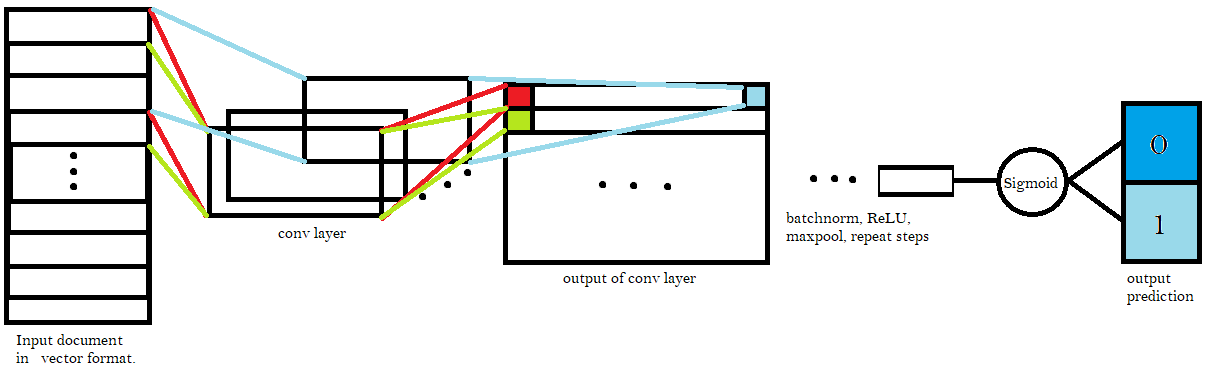 Input document
in vector format.
conv layer
output of conv layer
batchnorm, ReLU,
maxpool, repeat steps
Sigmoid
0
1
output
prediction